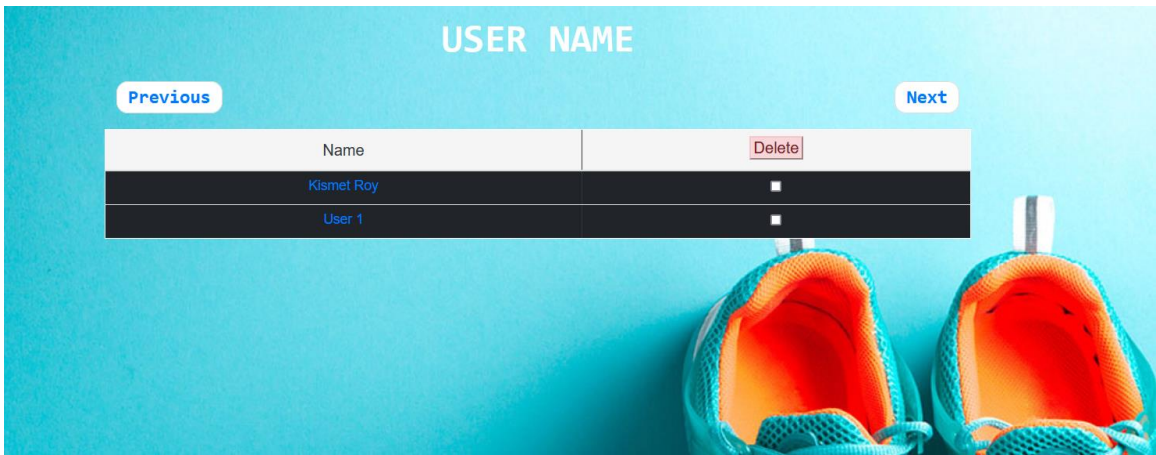 USER NAME
Previous Next
Name Delete
Kismet Roy
User 1